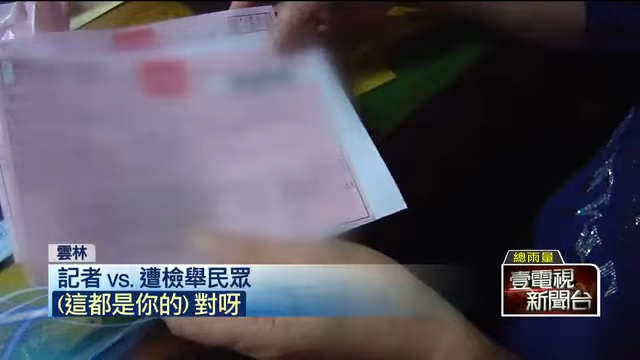 雲林
記者 vs. 遭檢舉民眾
(這都是你的) 對呀
總雨量
壹電視
新聞台